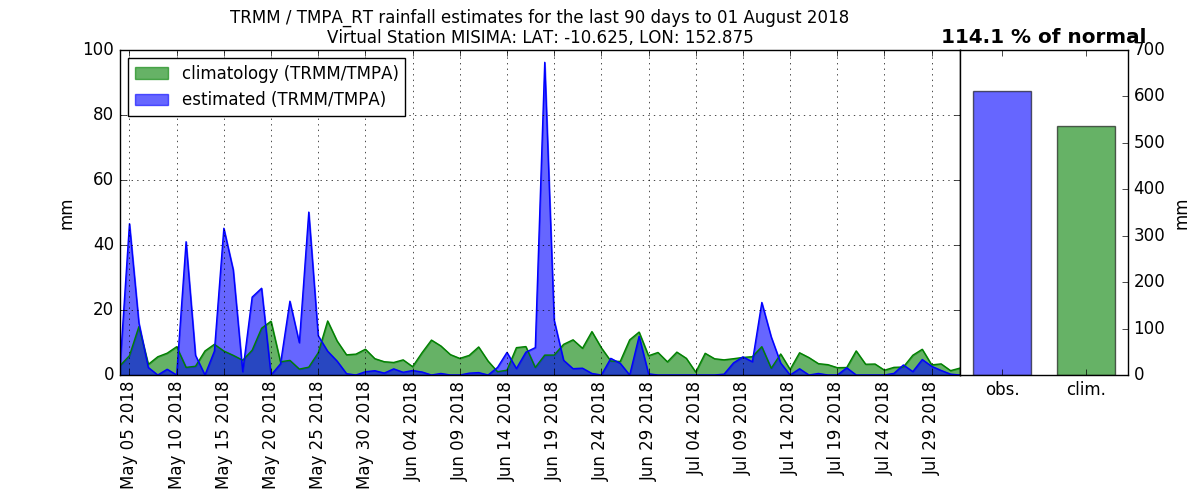 TRMM / TMPA_RT rainfall estimates for the last 90 days to 01 August 2018
Virtual Station MISIMA: LAT: -10.625, LON: 152.875
114.1 % of normal
climatology (TRMM/TMPA)
estimated (TRMM/TMPA)
100
80
60
40
20
0
mm
May 05 2018
May 10 2018
May 15 2018
May 20 2018
May 25 2018
May 30 2018
Jun 04 2018
Jun 09 2018
Jun 14 2018
Jun 19 2018
Jun 24 2018
Jun 29 2018
Jul 04 2018
Jul 09 2018
Jul 14 2018
Jul 19 2018
Jul 24 2018
Jul 29 2018
obs.
clim.
700
600
500
400
300
200
100
0
mm